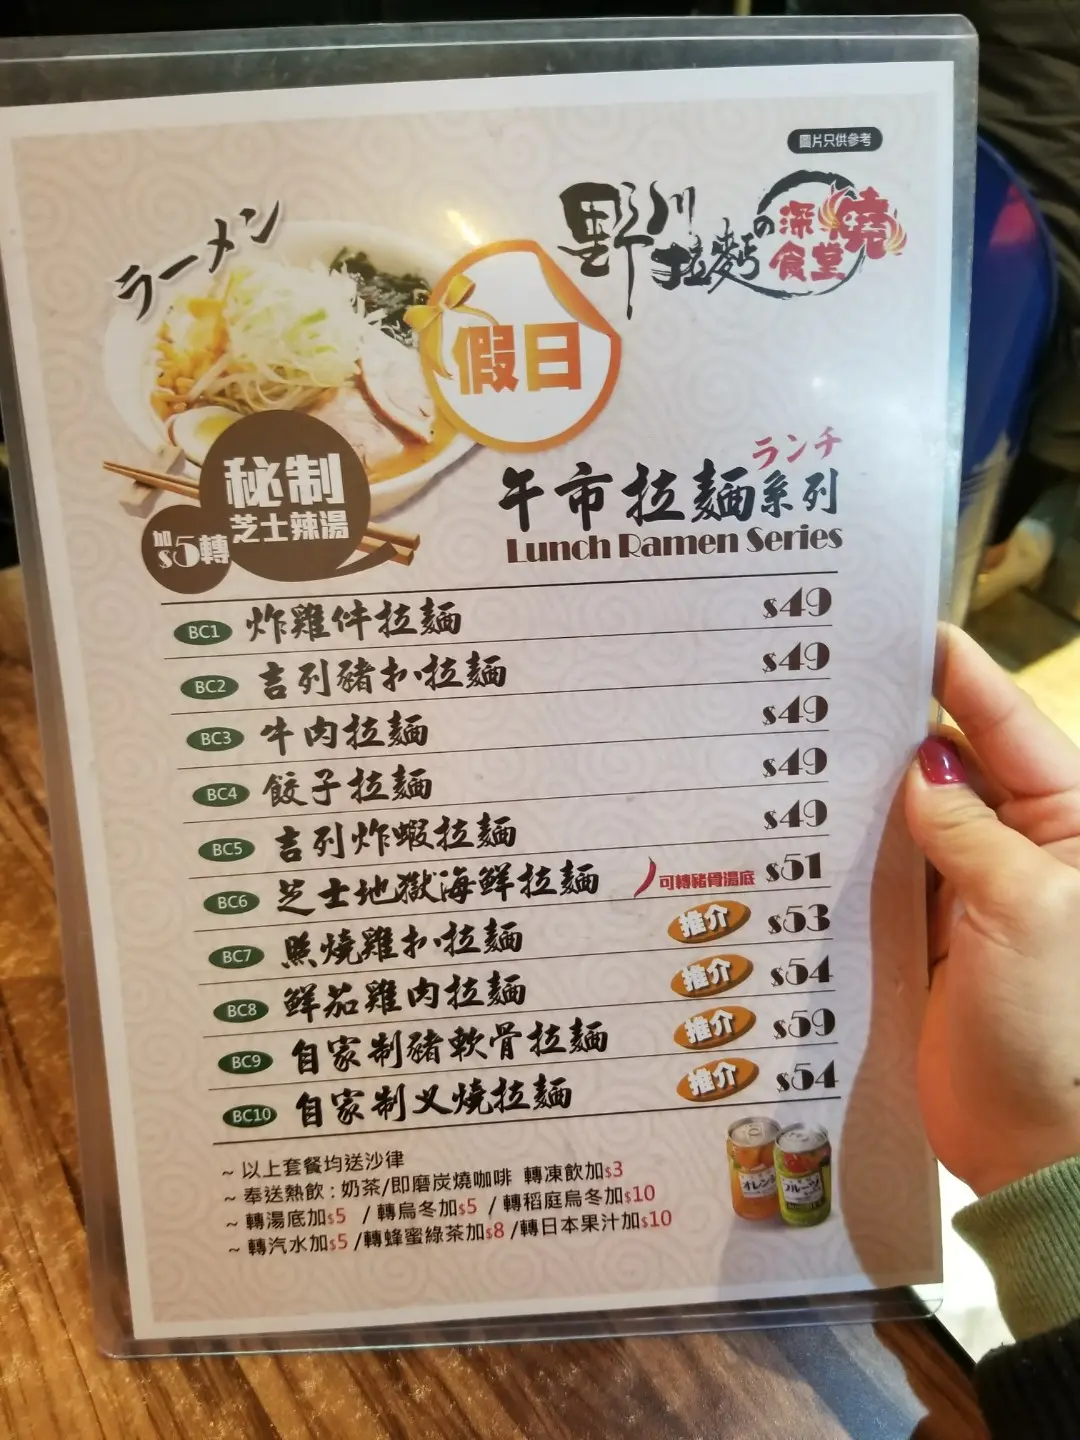 圖片只供參考
ラーメン
野川拉麵の深燒食堂
假日
秘制
芝士辣湯
加$5轉
ランチ
午市拉麵系列
Lunch Ramen Series
BC1 炸雞件拉麵 $49
BC2 吉列豬扒拉麵 $49
BC3 牛肉拉麵 $49
BC4 餃子拉麵 $49
BC5 吉列炸蝦拉麵 $49
BC6 芝士地獄海鮮拉麵 可轉豬骨湯底 $51
BC7 照燒雞扒拉麵 推介 $53
BC8 鮮茄雞肉拉麵 推介 $54
BC9 自家制豬軟骨拉麵 推介 $59
BC10 自家制叉燒拉麵 推介 $54
~ 以上套餐均送沙律
~ 奉送熱飲 : 奶茶/即磨炭燒咖啡 轉凍飲加$3
~ 轉湯底加$5 / 轉烏冬加$5 / 轉稻庭烏冬加$10
~ 轉汽水加$5 /轉蜂蜜綠茶加$8 /轉日本果汁加$10